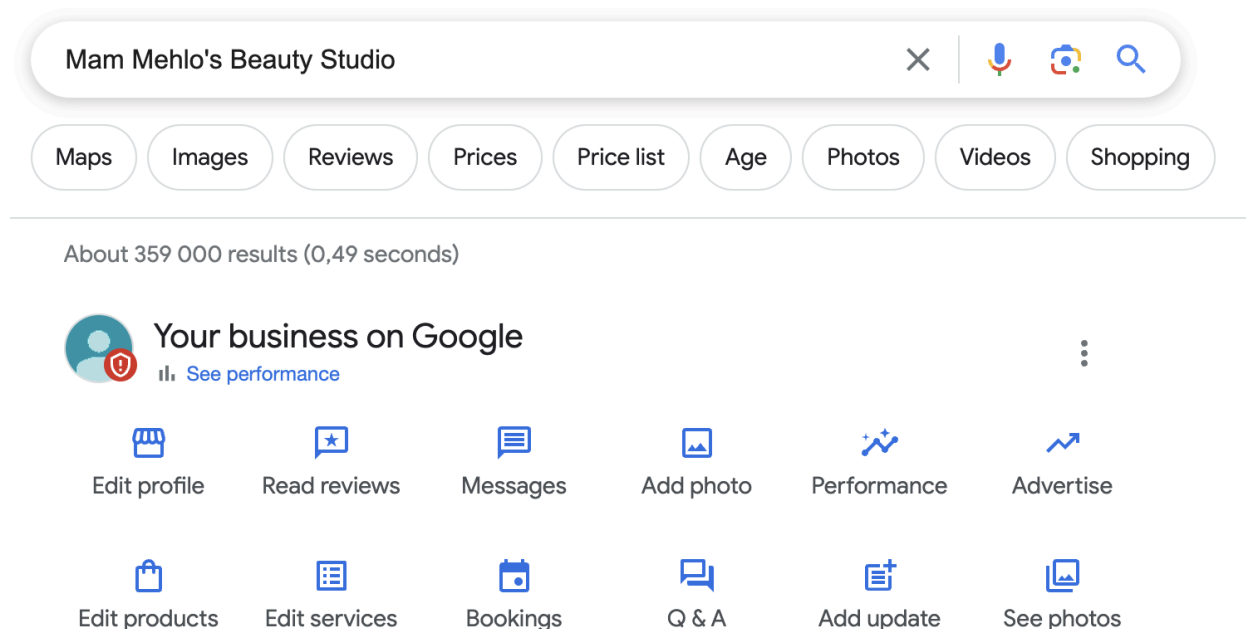 Mam Mehlo's Beauty Studio
Maps Images Reviews Prices Price list Age Photos Videos Shopping
About 359 000 results (0,49 seconds)
Your business on Google
See performance
Edit profile Read reviews Messages Add photo Performance Advertise
Edit products Edit services Bookings Q & A Add update See photos